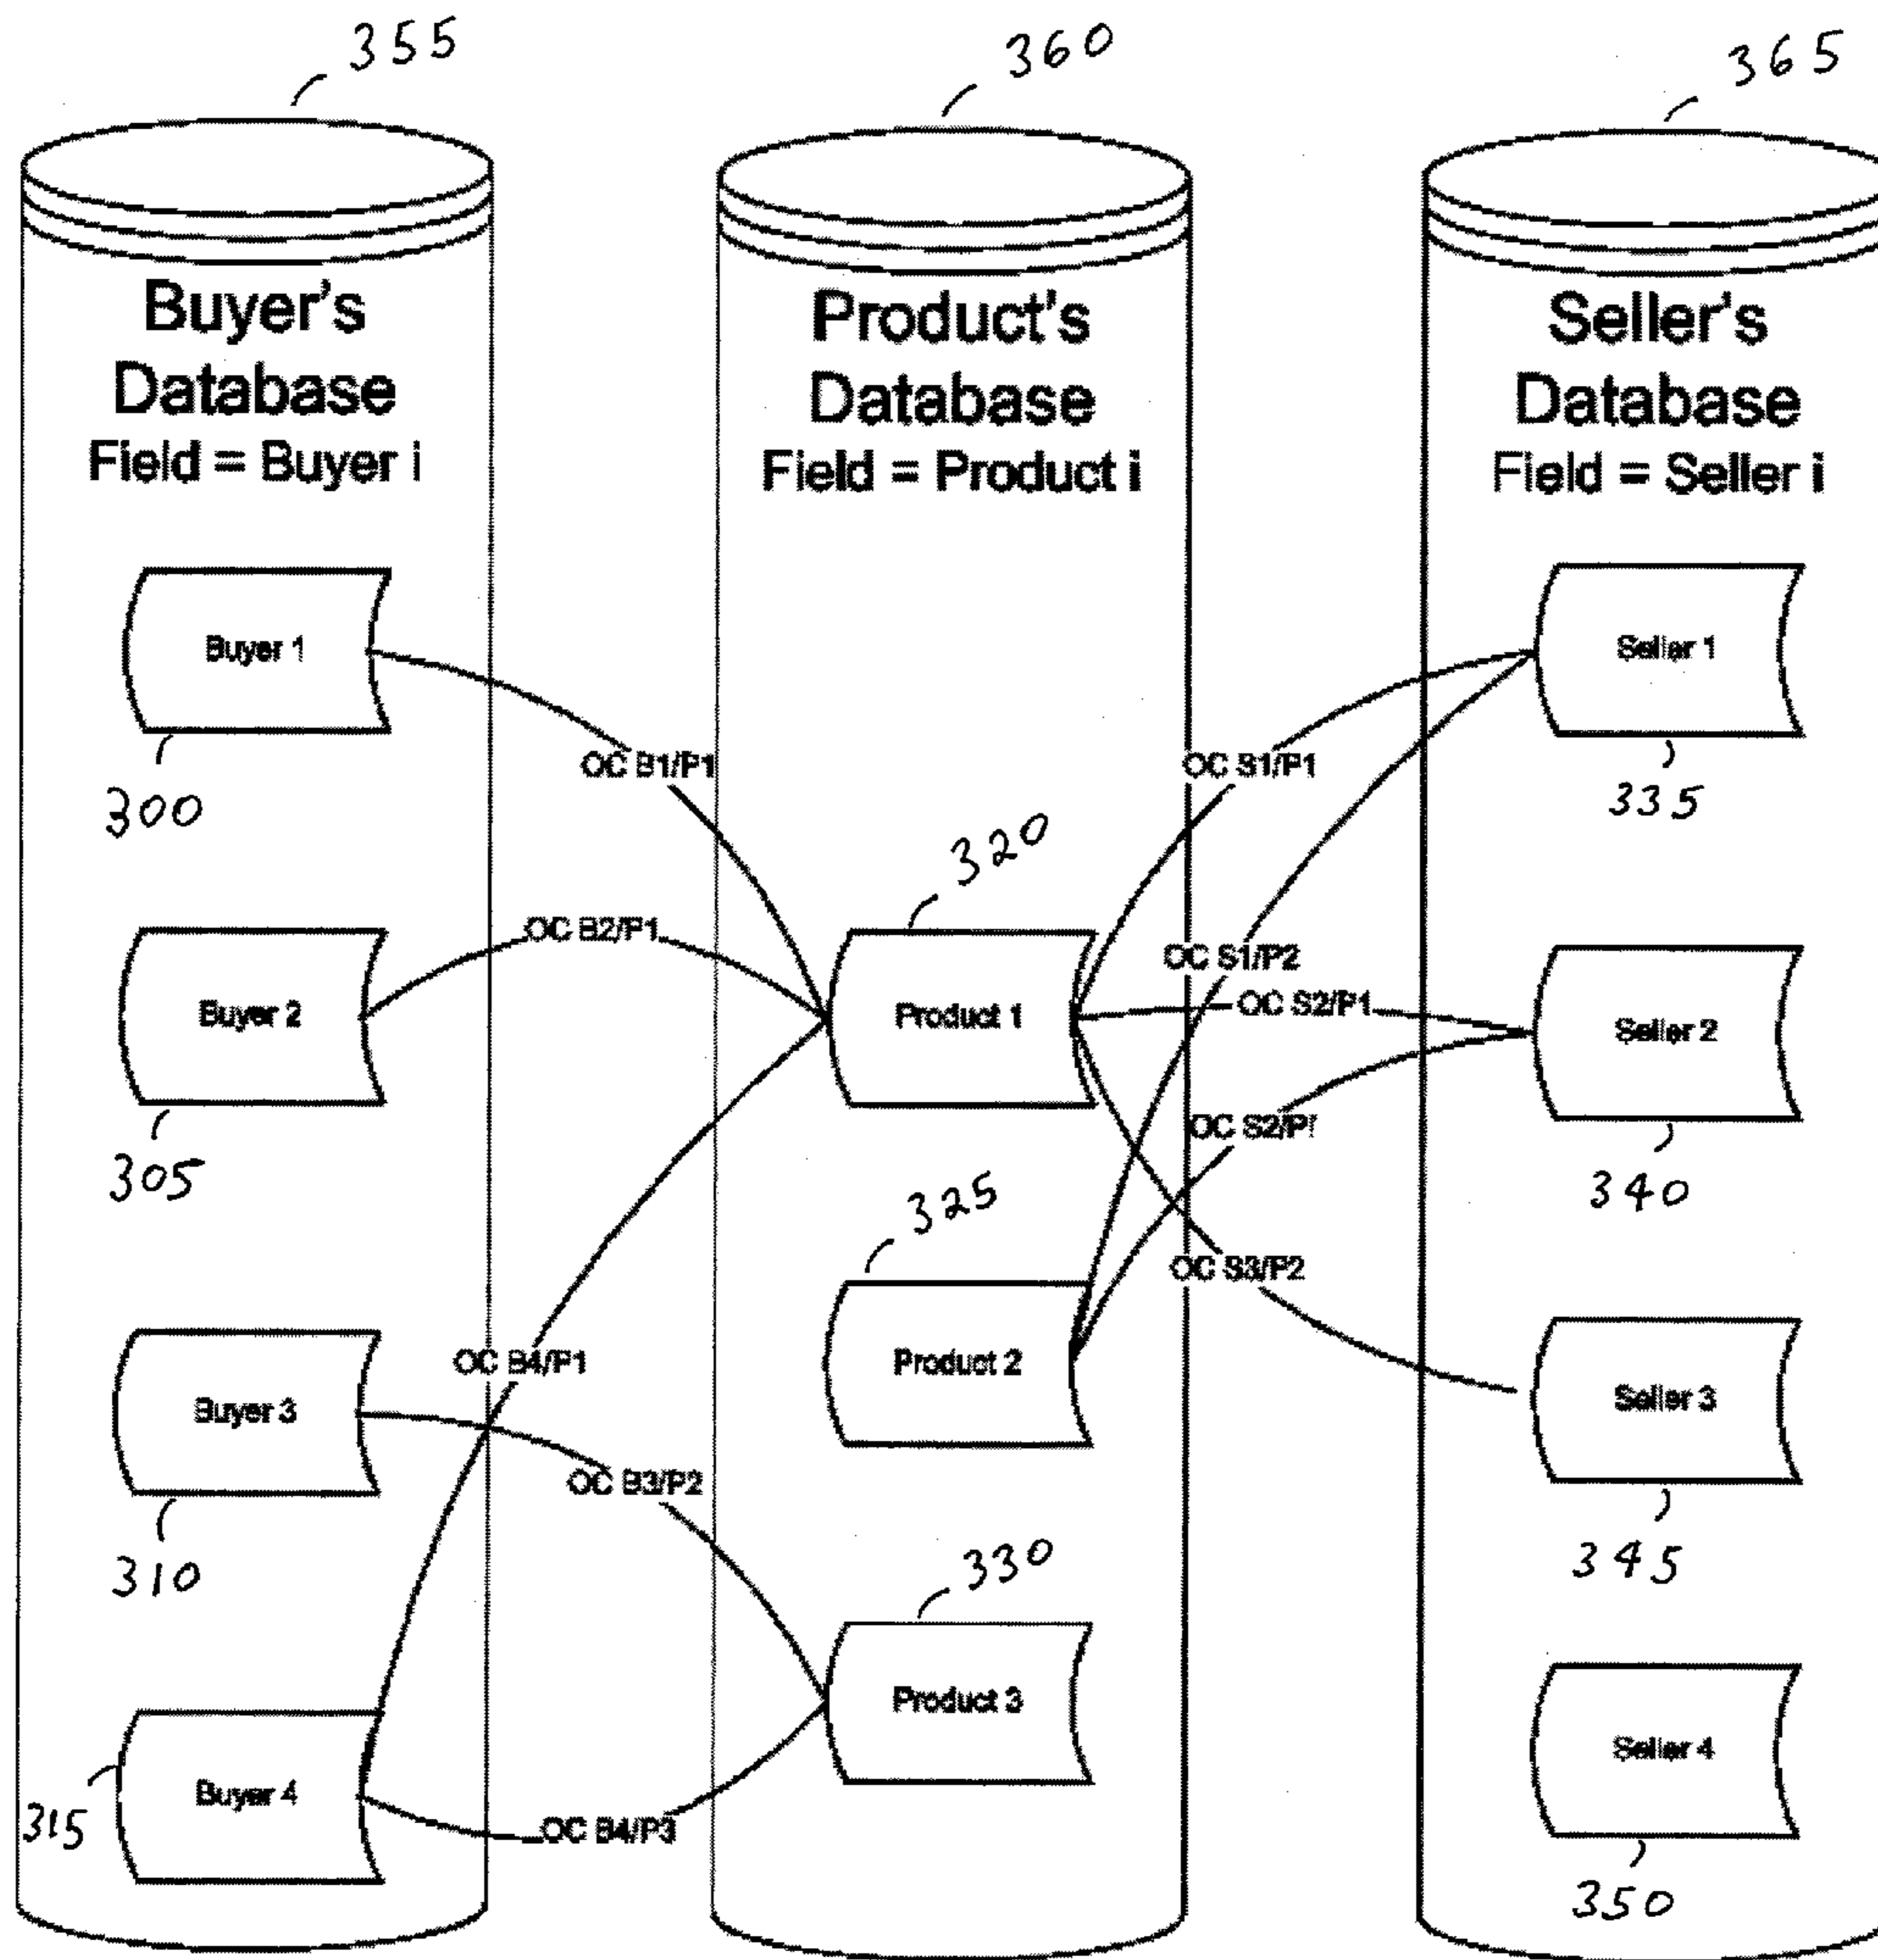 355
360
365
Buyer's
Database
Field = Buyer i
Product's
Database
Field = Product i
Seller's
Database
Field = Seller i
Buyer 1
300
Buyer 2
305
Buyer 3
310
Buyer 4
315
OC B1/P1
OC B2/P1
OC B4/P1
OC B3/P2
OC B4/P3
320
Product 1
325
Product 2
330
Product 3
OC S1/P1
OC S1/P2
OC S2/P1
OC
OC S3/P2
Seller 1
335
Seller 2
340
Seller 3
345
Seller 4
350